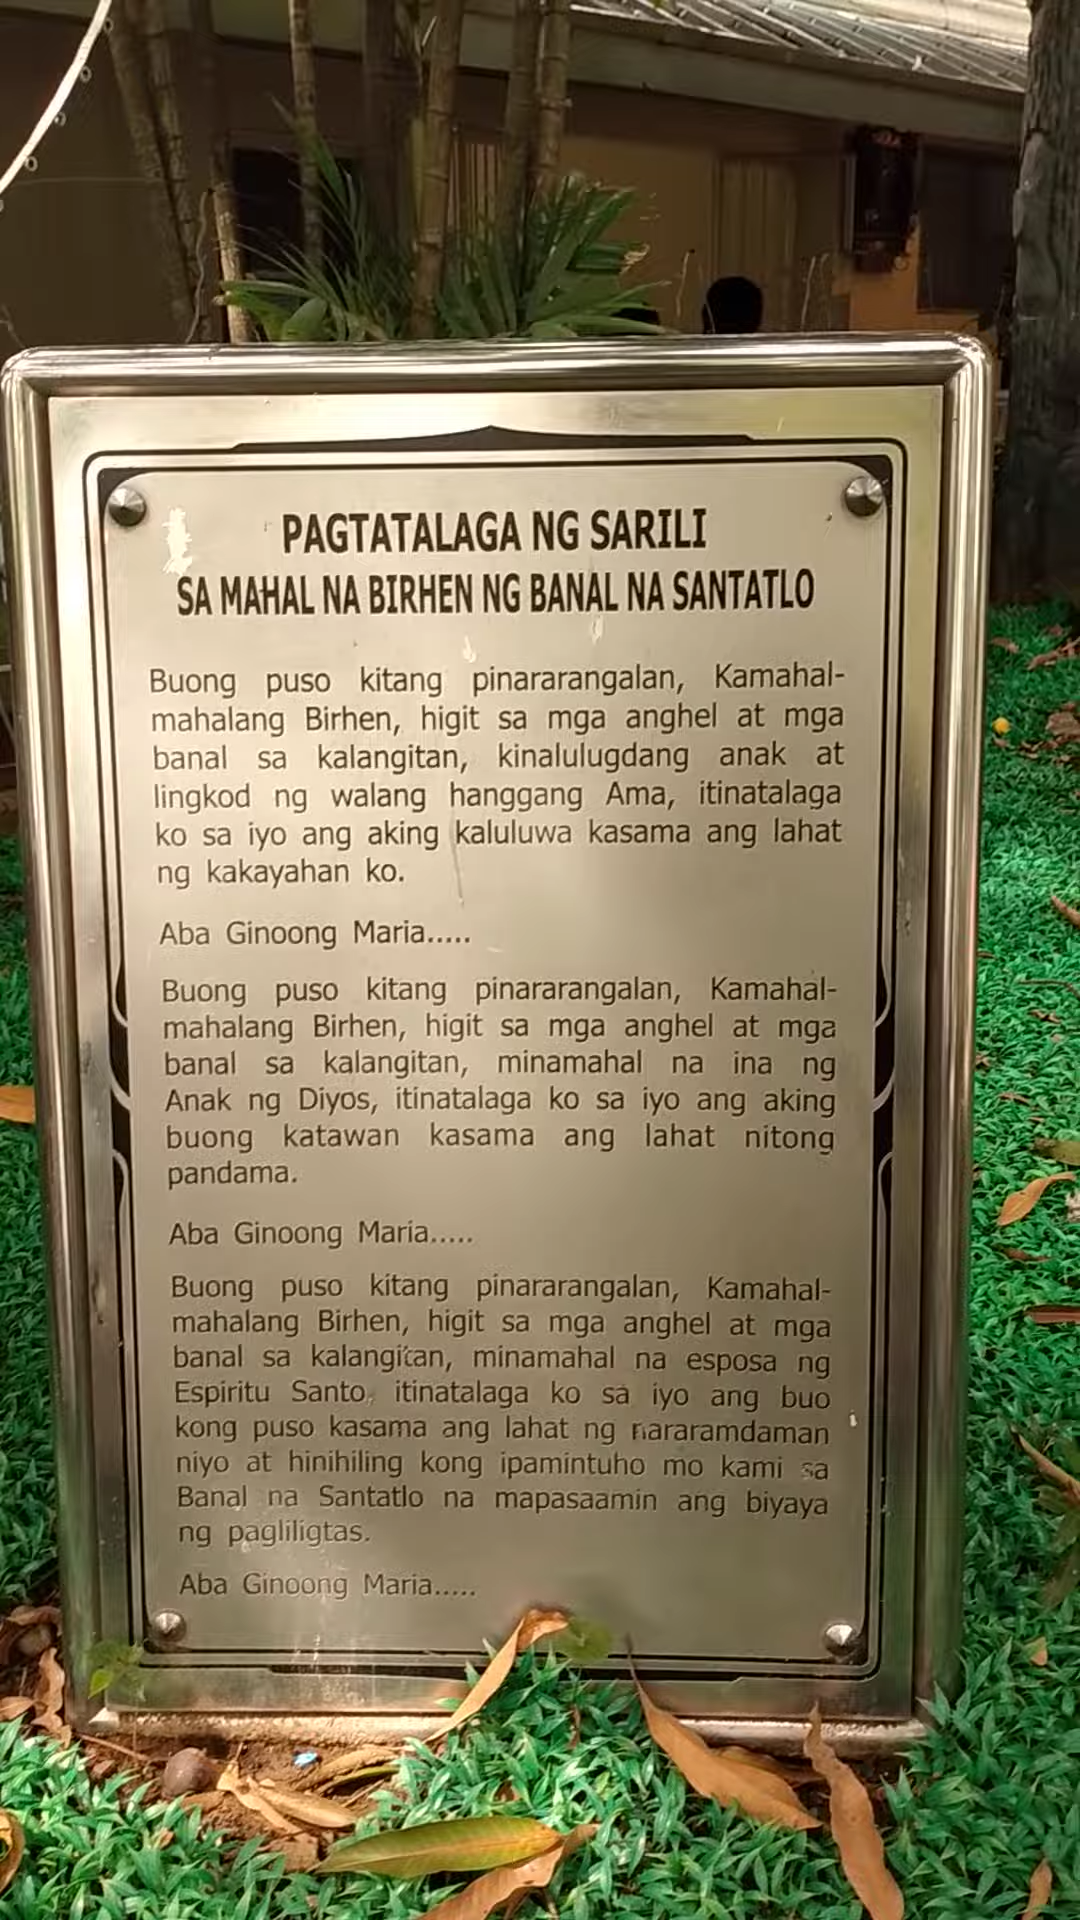 PAGTATALAGA NG SARILI
SA MAHAL NA BIRHEN NG BANAL NA SANTATLO
Buong puso kitang pinararangalan, Kamahal-
mahalang Birhen, higit sa mga anghel at mga
banal sa kalangitan, kinalulugdang anak at
lingkod ng walang hanggang Ama, itinatalaga
ko sa iyo ang aking kaluluwa kasama ang lahat
ng kakayahan ko.
Aba Ginoong Maria.....
Buong puso kitang pinararangalan, Kamahal-
mahalang Birhen, higit sa mga anghel at mga
banal sa kalangitan, minamahal na ina ng
Anak ng Diyos, itinatalaga ko sa iyo ang aking
buong katawan kasama ang lahat nitong
pandama.
Aba Ginoong Maria.....
Buong puso kitang pinararangalan, Kamahal-
mahalang Birhen, higit sa mga anghel at mga
banal sa kalangitan, minamahal na esposa ng
Espiritu Santo, itinatalaga ko sa iyo ang buo
kong puso kasama ang lahat ng nararamdaman
niyo at hinihiling kong ipamintuho mo kami sa
Banal na Santatlo na mapasaamin ang biyaya
ng pagliligtas.
Aba Ginoong Maria.....